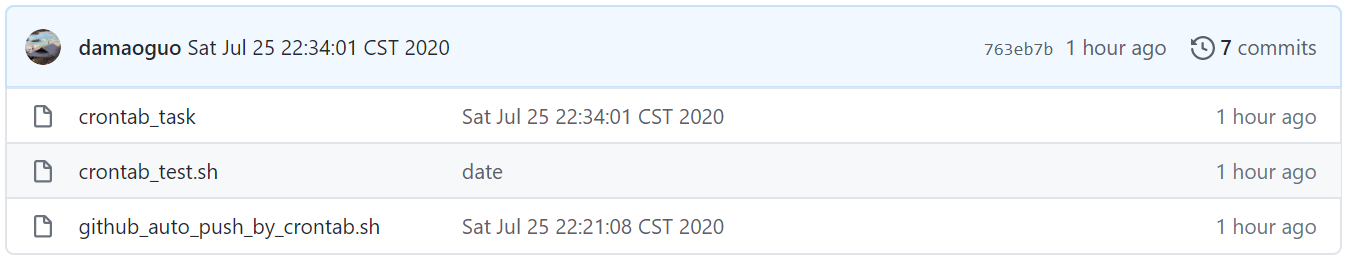 damaoguo Sat Jul 25 22:34:01 CST 2020 763eb7b 1 hour ago 7 commits
crontab_task Sat Jul 25 22:34:01 CST 2020 1 hour ago
crontab_test.sh date 1 hour ago
github_auto_push_by_crontab.sh Sat Jul 25 22:21:08 CST 2020 1 hour ago